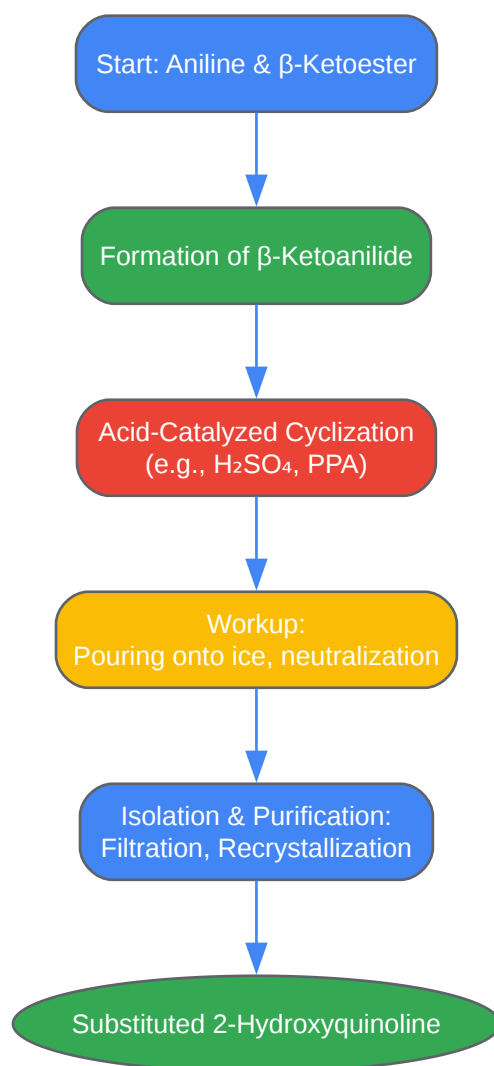 Start: Aniline & β-Ketoester
Formation of β-Ketoanilide
Acid-Catalyzed Cyclization
(e.g., H₂SO₄, PPA)
Workup:
Pouring onto ice, neutralization
Isolation & Purification:
Filtration, Recrystallization
Substituted 2-Hydroxyquinoline